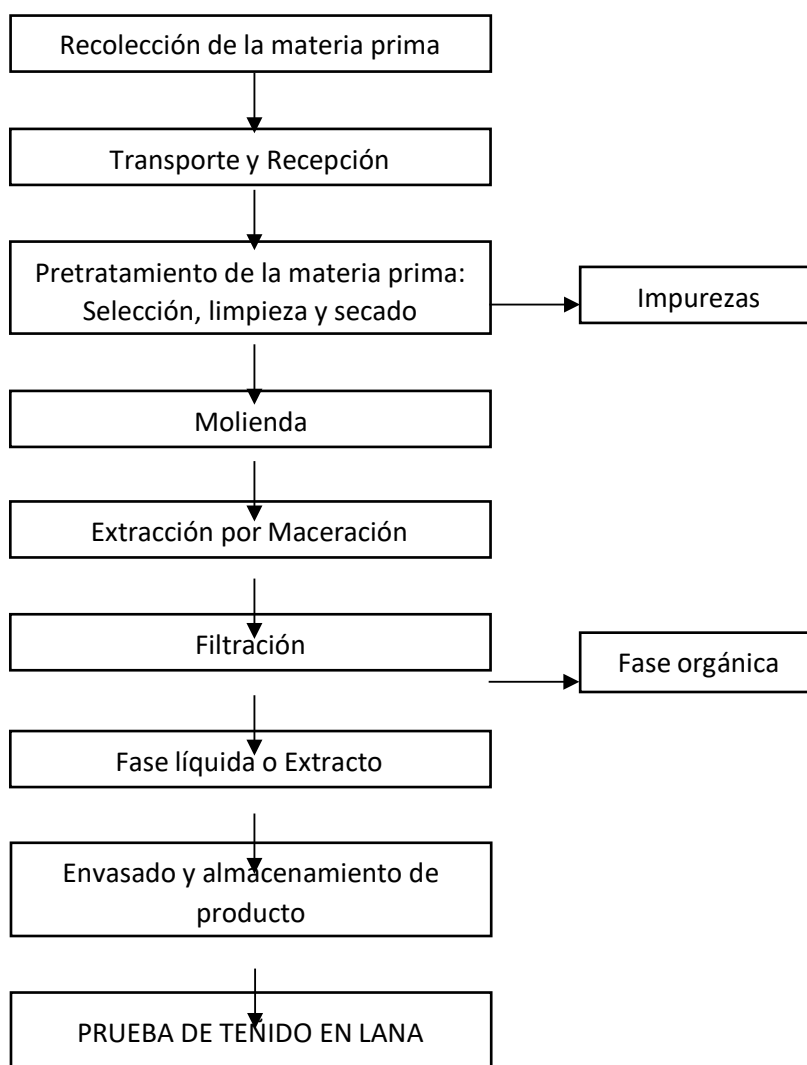 Recolección de la materia prima
Transporte y Recepción
Pretratamiento de la materia prima:
Selección, limpieza y secado
Impurezas
Molienda
Extracción por Maceración
Filtración
Fase orgánica
Fase líquida o Extracto
Envasado y almacenamiento de
producto
PRUEBA DE TEÑIDO EN LANA